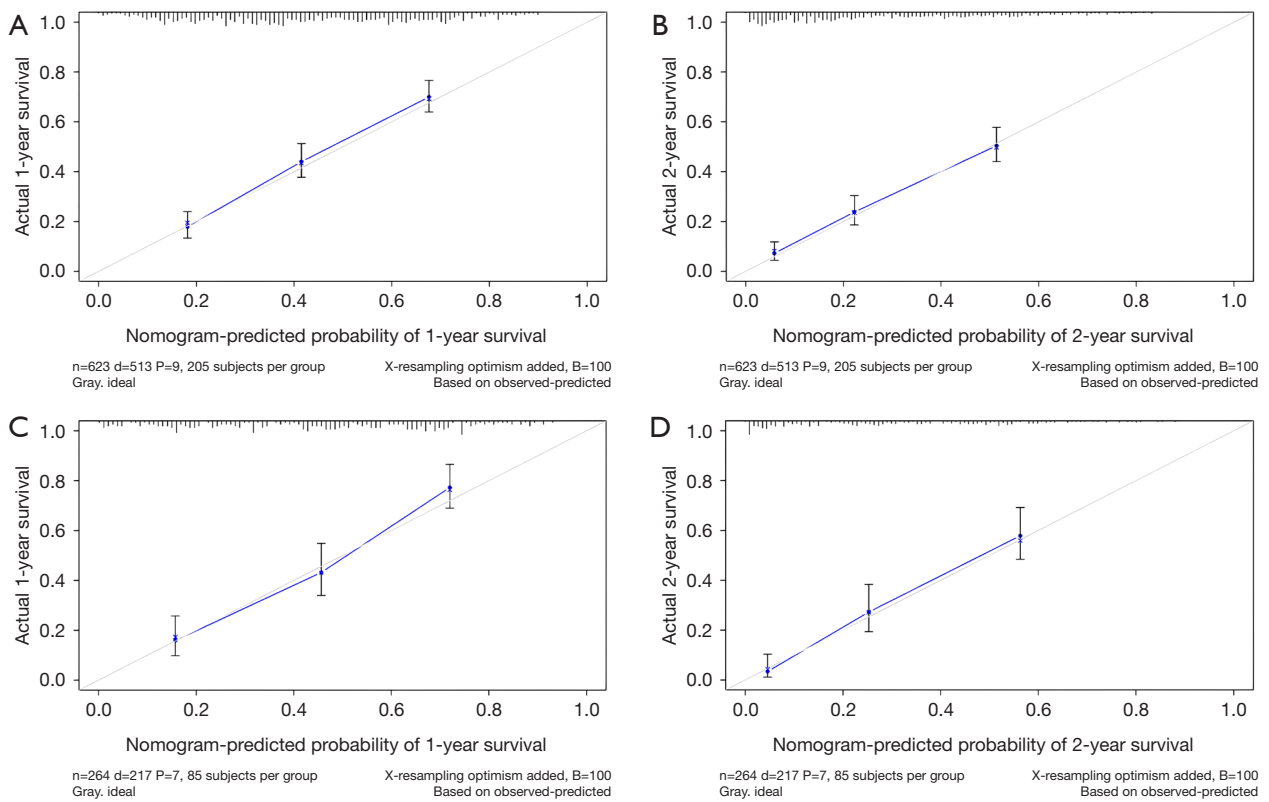 A
1.0
0.8
0.6
0.4
0.2
0.0
Actual 1-year survival
0.0 0.2 0.4 0.6 0.8 1.0
Nomogram-predicted probability of 1-year survival
n=623 d=513 P=9, 205 subjects per group X-resampling optimism added, B=100
Gray. ideal Based on observed-predicted
B
1.0
0.8
0.6
0.4
0.2
0.0
Actual 2-year survival
0.0 0.2 0.4 0.6 0.8 1.0
Nomogram-predicted probability of 2-year survival
n=623 d=513 P=9, 205 subjects per group X-resampling optimism added, B=100
Gray. ideal Based on observed-predicted
C
1.0
0.8
0.6
0.4
0.2
0.0
Actual 1-year survival
0.0 0.2 0.4 0.6 0.8 1.0
Nomogram-predicted probability of 1-year survival
n=264 d=217 P=7, 85 subjects per group X-resampling optimism added, B=100
Gray. ideal Based on observed-predicted
D
1.0
0.8
0.6
0.4
0.2
0.0
Actual 2-year survival
0.0 0.2 0.4 0.6 0.8 1.0
Nomogram-predicted probability of 2-year survival
n=264 d=217 P=7, 85 subjects per group X-resampling optimism added, B=100
Gray. ideal Based on observed-predicted